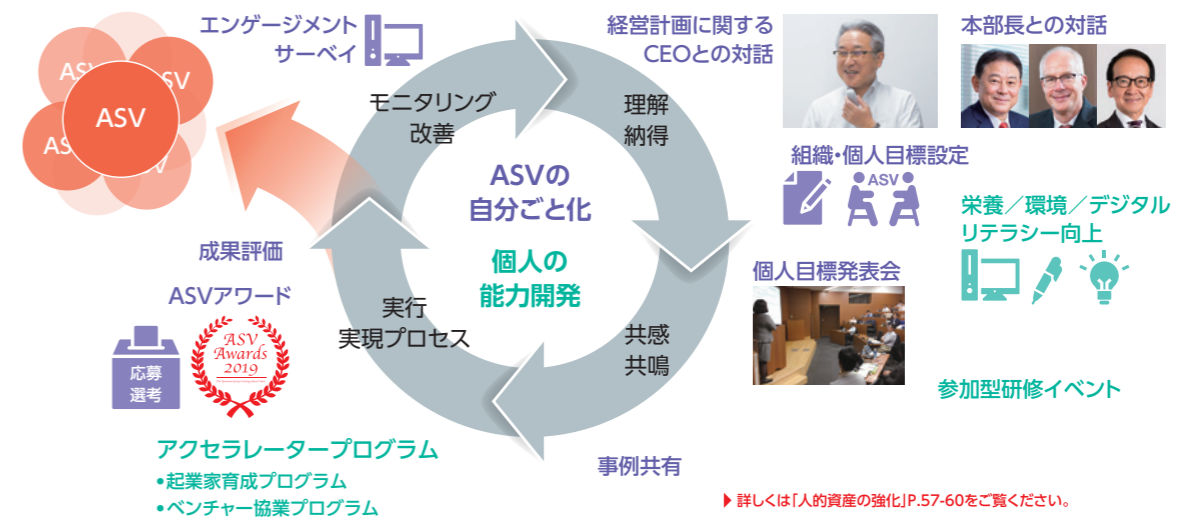 エンゲージメント
サーベイ
経営計画に関する
CEOとの対話
本部長との対話
ASV
ASV
ASV
モニタリング
改善
理解
納得
組織・個人目標設定
ASV
ASVの
自分ごと化
栄養／環境／デジタル
リテラシー向上
個人の
能力開発
成果評価
個人目標発表会
ASVアワード
実行
実現プロセス
共感
共鳴
ASV
Awards
2019
応募
選考
参加型研修イベント
アクセラレータープログラム
•起業家育成プログラム
•ベンチャー協業プログラム
事例共有
▶ 詳しくは「人的資産の強化」P.57-60をご覧ください。